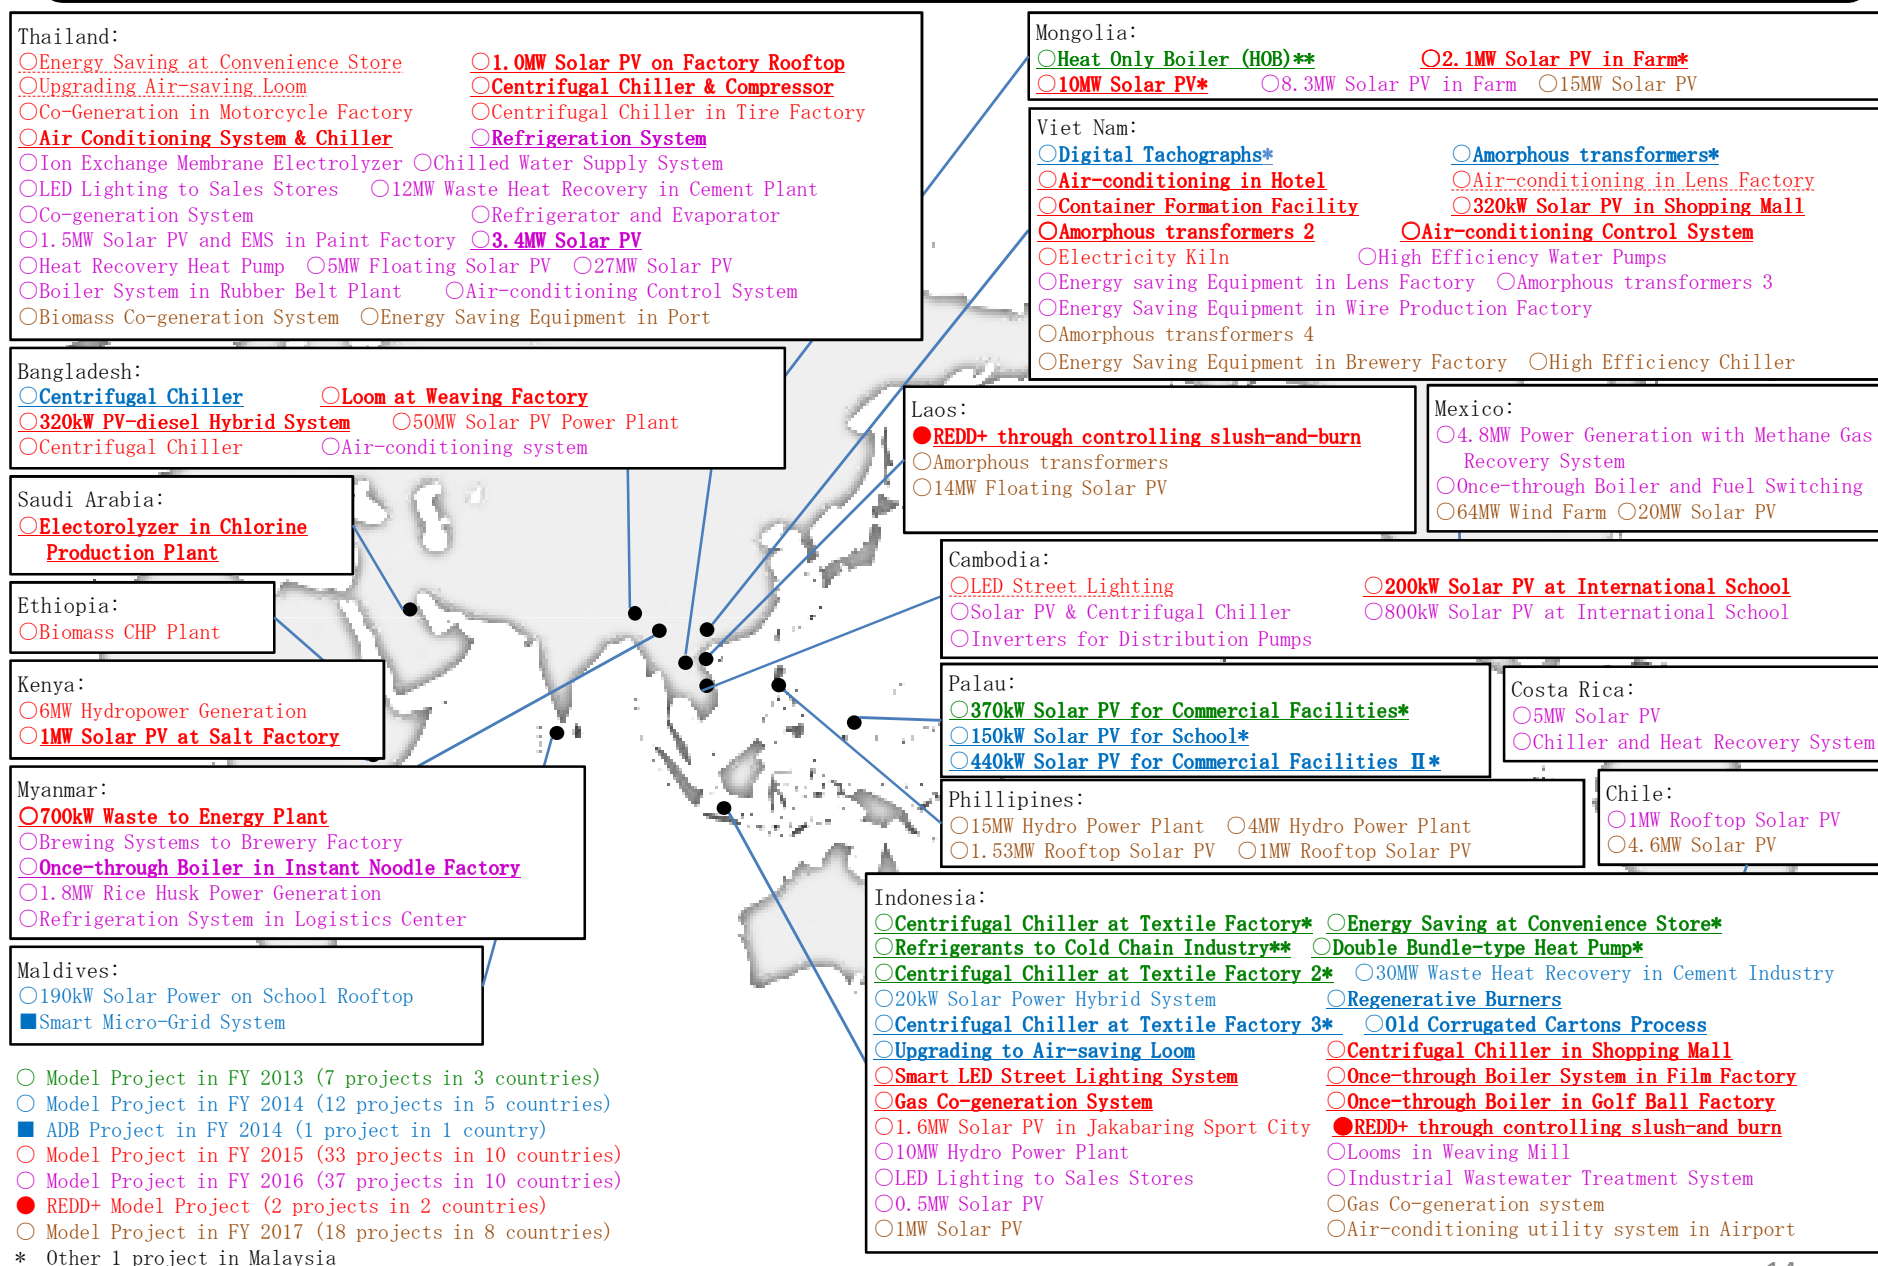 Thailand:
○Energy Saving at Convenience Store ○1.0MW Solar PV on Factory Rooftop
○Upgrading Air-saving Loom ○Centrifugal Chiller & Compressor
○Co-Generation in Motorcycle Factory ○Centrifugal Chiller in Tire Factory
○Air Conditioning System & Chiller ○Refrigeration System
○Ion Exchange Membrane Electrolyzer ○Chilled Water Supply System
○LED Lighting to Sales Stores ○12MW Waste Heat Recovery in Cement Plant
○Co-generation System ○Refrigerator and Evaporator
○1.5MW Solar PV and EMS in Paint Factory ○3.4MW Solar PV
○Heat Recovery Heat Pump ○5MW Floating Solar PV ○27MW Solar PV
○Boiler System in Rubber Belt Plant ○Air-conditioning Control System
○Biomass Co-generation System ○Energy Saving Equipment in Port
Mongolia:
○Heat Only Boiler (HOB)** ○2.1MW Solar PV in Farm*
○10MW Solar PV* ○8.3MW Solar PV in Farm ○15MW Solar PV
Viet Nam:
○Digital Tachographs* ○Amorphous transformers*
○Air-conditioning in Hotel ○Air-conditioning in Lens Factory
○Container Formation Facility ○320kW Solar PV in Shopping Mall
○Amorphous transformers 2 ○Air-conditioning Control System
○Electricity Kiln ○High Efficiency Water Pumps
○Energy saving Equipment in Lens Factory ○Amorphous transformers 3
○Energy Saving Equipment in Wire Production Factory
○Amorphous transformers 4
○Energy Saving Equipment in Brewery Factory ○High Efficiency Chiller
Bangladesh:
○Centrifugal Chiller ○Loom at Weaving Factory
○320kW PV-diesel Hybrid System ○50MW Solar PV Power Plant
○Centrifugal Chiller ○Air-conditioning system
Laos:
●REDD+ through controlling slush-and-burn
○Amorphous transformers
○14MW Floating Solar PV
Mexico:
○4.8MW Power Generation with Methane Gas
Recovery System
○Once-through Boiler and Fuel Switching
○64MW Wind Farm ○20MW Solar PV
Saudi Arabia:
○Electorolyzer in Chlorine
Production Plant
Cambodia:
○LED Street Lighting ○200kW Solar PV at International School
○Solar PV & Centrifugal Chiller ○800kW Solar PV at International School
○Inverters for Distribution Pumps
Ethiopia:
○Biomass CHP Plant
Kenya:
○6MW Hydropower Generation
○1MW Solar PV at Salt Factory
Palau:
○370kW Solar PV for Commercial Facilities*
○150kW Solar PV for School*
○440kW Solar PV for Commercial Facilities Ⅱ*
Costa Rica:
○5MW Solar PV
○Chiller and Heat Recovery System
Myanmar:
○700kW Waste to Energy Plant
○Brewing Systems to Brewery Factory
○Once-through Boiler in Instant Noodle Factory
○1.8MW Rice Husk Power Generation
○Refrigeration System in Logistics Center
Phillipines:
○15MW Hydro Power Plant ○4MW Hydro Power Plant
○1.53MW Rooftop Solar PV ○1MW Rooftop Solar PV
Chile:
○1MW Rooftop Solar PV
○4.6MW Solar PV
Maldives:
○190kW Solar Power on School Rooftop
■Smart Micro-Grid System
Indonesia:
○Centrifugal Chiller at Textile Factory* ○Energy Saving at Convenience Store*
○Refrigerants to Cold Chain Industry** ○Double Bundle-type Heat Pump*
○Centrifugal Chiller at Textile Factory 2* ○30MW Waste Heat Recovery in Cement Industry
○20kW Solar Power Hybrid System ○Regenerative Burners
○Centrifugal Chiller at Textile Factory 3* ○Old Corrugated Cartons Process
○Upgrading to Air-saving Loom ○Centrifugal Chiller in Shopping Mall
○Smart LED Street Lighting System ○Once-through Boiler System in Film Factory
○Gas Co-generation System ○Once-through Boiler in Golf Ball Factory
○1.6MW Solar PV in Jakabaring Sport City ●REDD+ through controlling slush-and burn
○10MW Hydro Power Plant ○Looms in Weaving Mill
○LED Lighting to Sales Stores ○Industrial Wastewater Treatment System
○0.5MW Solar PV ○Gas Co-generation system
○1MW Solar PV ○Air-conditioning utility system in Airport
○ Model Project in FY 2013 (7 projects in 3 countries)
○ Model Project in FY 2014 (12 projects in 5 countries)
■ ADB Project in FY 2014 (1 project in 1 country)
○ Model Project in FY 2015 (33 projects in 10 countries)
○ Model Project in FY 2016 (37 projects in 10 countries)
● REDD+ Model Project (2 projects in 2 countries)
○ Model Project in FY 2017 (18 projects in 8 countries)
* Other 1 project in Malaysia